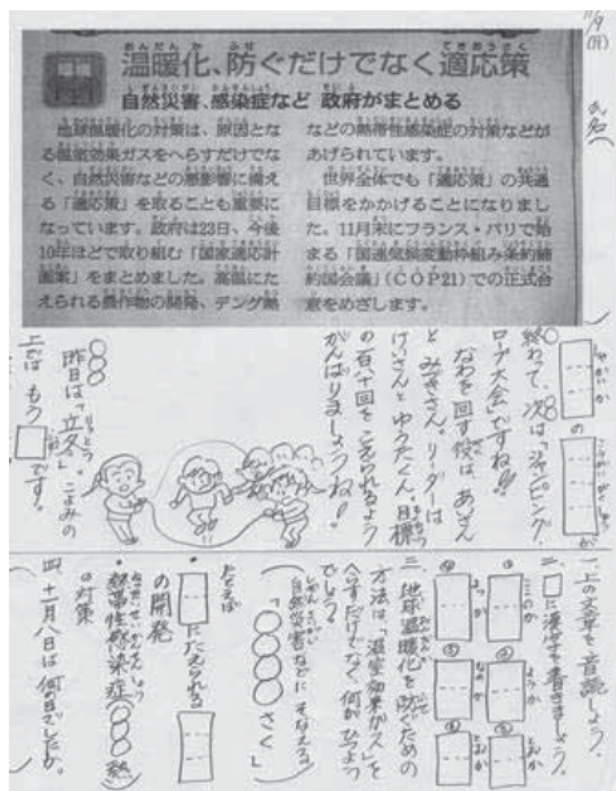 11/9
(月)
温暖化、防ぐだけでなく適応策
自然災害、感染症など 政府がまとめる
地球温暖化の対策は、原因とな
る温室効果ガスをへらすだけでな
く、自然災害などの悪影響に備え
る「適応策」を取ることも重要に
なっています。政府は23日、今後
10年ほどで取り組む「国家適応計
画案」をまとめました。高温にた
えられる農作物の開発、デング熱
などの熱帯性感染症の対策などが
あげられています。
世界全体でも「適応策」の共通
目標をかかげることになりまし
た。11月末にフランス・パリで始
まる「国連気候変動枠組み条約締
約国会議」(COP21)での正式合
意をめざします。
の
が
終わって、次は「ジャンピング
ロープ大会」ですね!!
なわを回す役は、あ
と みずきさん。リーダーは
けいさんと ゆうたくん。目標
の百十回をこえられるよう
がんばりましょうね!
昨日は「立冬」。こよみの
上では もう□です。
一、上の文章を音読しよう。
二、□に漢字を書きましょう。
① ここのか
② ようか
③ とおか
④ よっか
三、地球温暖化を防ぐための
方法は「温室効果ガス」を
へらすだけでなく 何がひつよう
でしょう。
自然災害などに そなえる
「〇〇〇〇さく」
たとえば
・□にたえられる□
の開発
・熱帯性感染症(〇〇〇熱)
の対策
四、十一月八日は何の日でしたか。